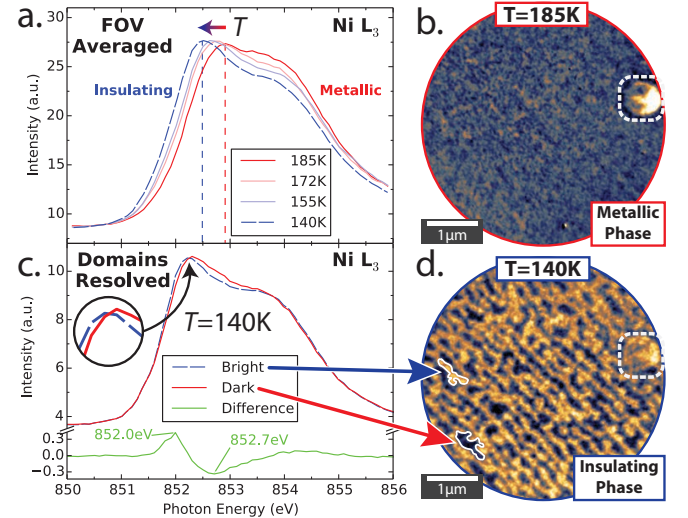 a.
FOV
Averaged
T
Ni L3
Insulating
Metallic
Intensity (a.u.)
30
25
20
15
10
185K
172K
155K
140K
b.
T=185K
1µm
Metallic
Phase
c.
Domains
Resolved
Ni L3
T=140K
Intensity (a.u.)
10
8
6
4
0.3
0.0
−0.3
Bright
Dark
Difference
852.0eV
852.7eV
850
851
852
853
854
855
856
Photon Energy (eV)
d.
T=140K
1µm
Insulating
Phase